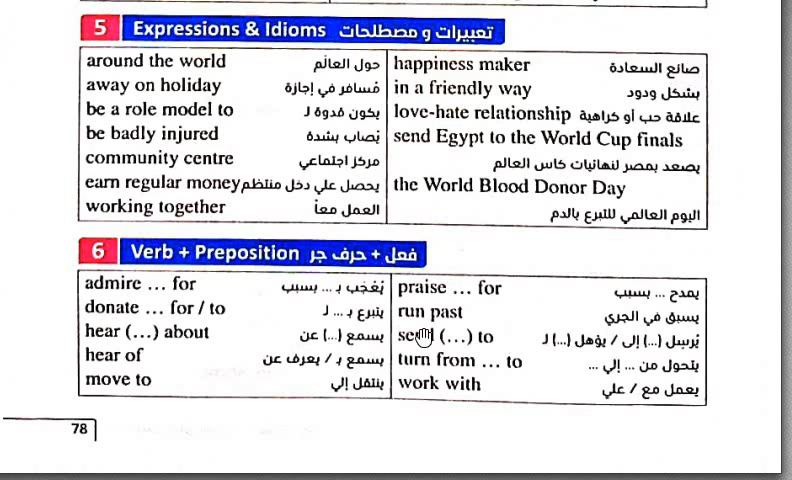 5 Expressions & Idioms تعبيرات و مصطلحات
around the world حول العالَم
away on holiday مُسافر في إجازة
be a role model to يكون قدوة لـ
be badly injured يُصاب بشدة
community centre مركز اجتماعي
earn regular money يحصل علي دخل منتظم
working together العمل معاً
happiness maker صانع السعادة
in a friendly way بشكل ودود
love-hate relationship علاقة حب أو كراهية
send Egypt to the World Cup finals
يصعد بمصر لنهائيات كاس العالم
the World Blood Donor Day
اليوم العالمي للتبرع بالدم
6 Verb + Preposition فعل + حرف جر
admire ... for يُعْجَب بـ ... بسبب
donate ... for / to يتبرع بـ ... لـ
hear (...) about يسمع (...) عن
hear of يسمع بـ / يعرف عن
move to ينتقل إلي
praise ... for يمدح ... بسبب
run past يسبق في الجري
send (...) to يُرسِل (...) إلى / يؤهل (...) لـ
turn from ... to يتحول من ... إلي ...
work with يعمل مع / علي
78